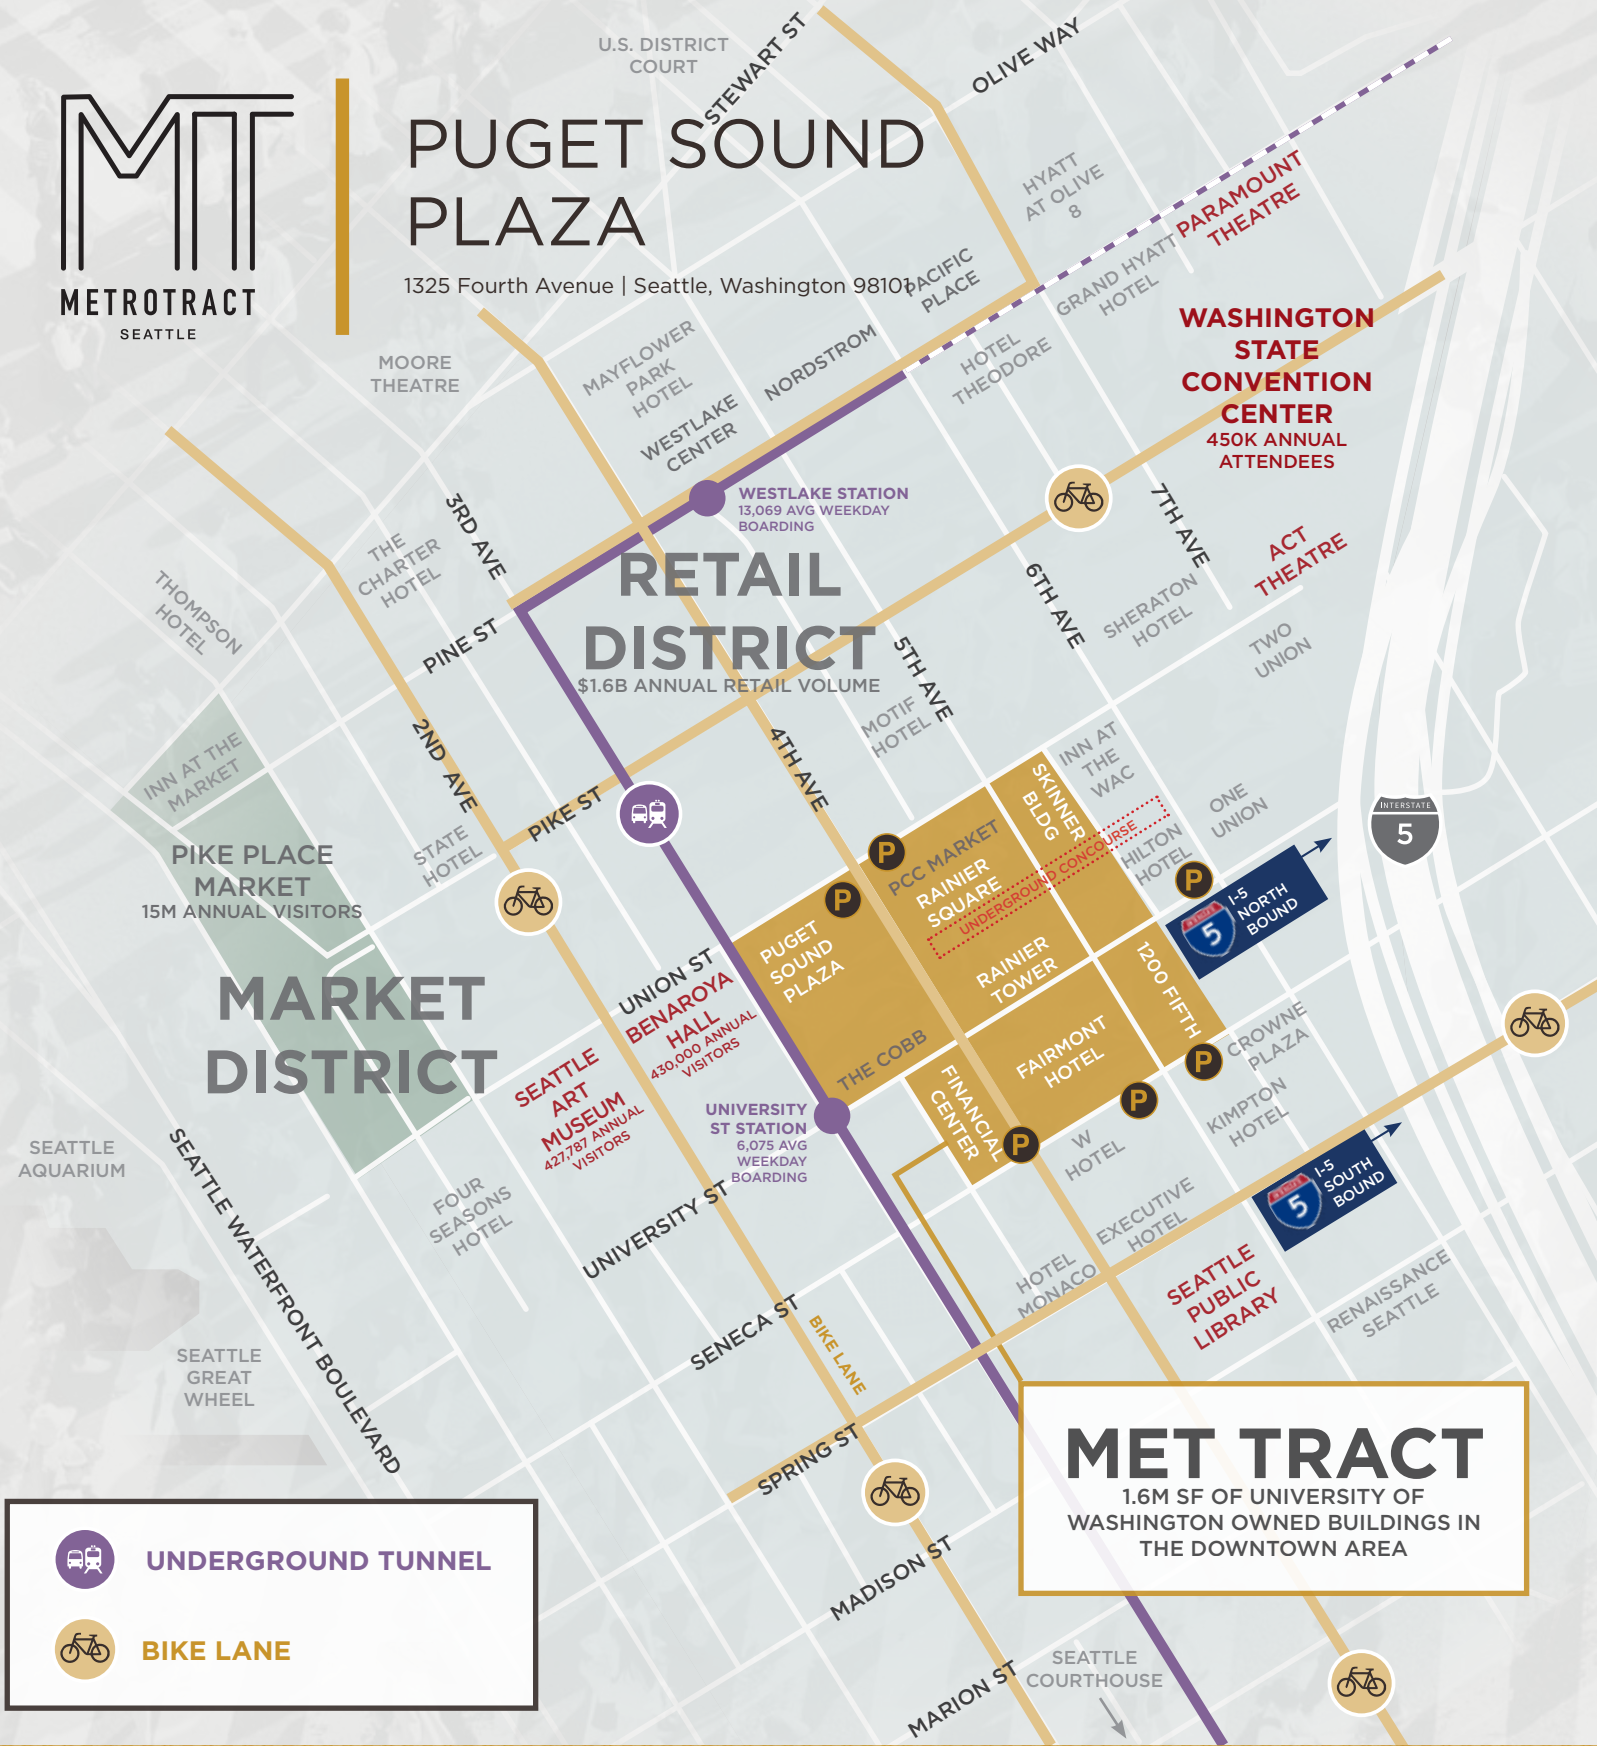 U.S. DISTRICT
COURT
STEWART ST
OLIVE WAY
MT
METROTRACT
SEATTLE
PUGET SOUND
PLAZA
1325 Fourth Avenue | Seattle, Washington 98101
HYATT
AT OLIVE
8
PARAMOUNT
THEATRE
PACIFIC
PLACE
GRAND HYATT
HOTEL
MOORE
THEATRE
MAYFLOWER
PARK
HOTEL
NORDSTROM
HOTEL
THEODORE
WASHINGTON
STATE
CONVENTION
CENTER
450K ANNUAL
ATTENDEES
WESTLAKE
CENTER
WESTLAKE STATION
13,069 AVG WEEKDAY
BOARDING
3RD AVE
7TH AVE
ACT
THEATRE
THE
CHARTER
HOTEL
THOMPSON
HOTEL
RETAIL
DISTRICT
$1.6B ANNUAL RETAIL VOLUME
6TH AVE
SHERATON
HOTEL
TWO
UNION
PINE ST
5TH AVE
MOTIF
HOTEL
2ND AVE
4TH AVE
INN AT THE
MARKET
INN AT
THE
WAC
SKINNER
BLDG
ONE
UNION
INTERSTATE
5
PIKE ST
STATE
HOTEL
PIKE PLACE
MARKET
15M ANNUAL VISITORS
P
P
PCC MARKET
RAINIER
SQUARE
UNDERGROUND CONCOURSE
HILTON
HOTEL
P
I-5
NORTH
BOUND
5
PUGET
SOUND
PLAZA
RAINIER
TOWER
1200 FIFTH
UNION ST
BENAROYA
HALL
430,000 ANNUAL
VISITORS
MARKET
DISTRICT
THE COBB
FAIRMONT
HOTEL
CROWNE
PLAZA
P
P
P
SEATTLE
ART
MUSEUM
427,787 ANNUAL
VISITORS
FINANCIAL
CENTER
UNIVERSITY
ST STATION
6,075 AVG
WEEKDAY
BOARDING
W
HOTEL
KIMPTON
HOTEL
I-5
SOUTH
BOUND
5
SEATTLE
AQUARIUM
SEATTLE WATERFRONT BOULEVARD
FOUR
SEASONS
HOTEL
UNIVERSITY ST
EXECUTIVE
HOTEL
HOTEL
MONACO
SEATTLE
PUBLIC
LIBRARY
RENAISSANCE
SEATTLE
SENECA ST
BIKE LANE
SEATTLE
GREAT
WHEEL
SPRING ST
MET TRACT
1.6M SF OF UNIVERSITY OF
WASHINGTON OWNED BUILDINGS IN
THE DOWNTOWN AREA
MADISON ST
MARION ST
SEATTLE
COURTHOUSE
UNDERGROUND TUNNEL
BIKE LANE